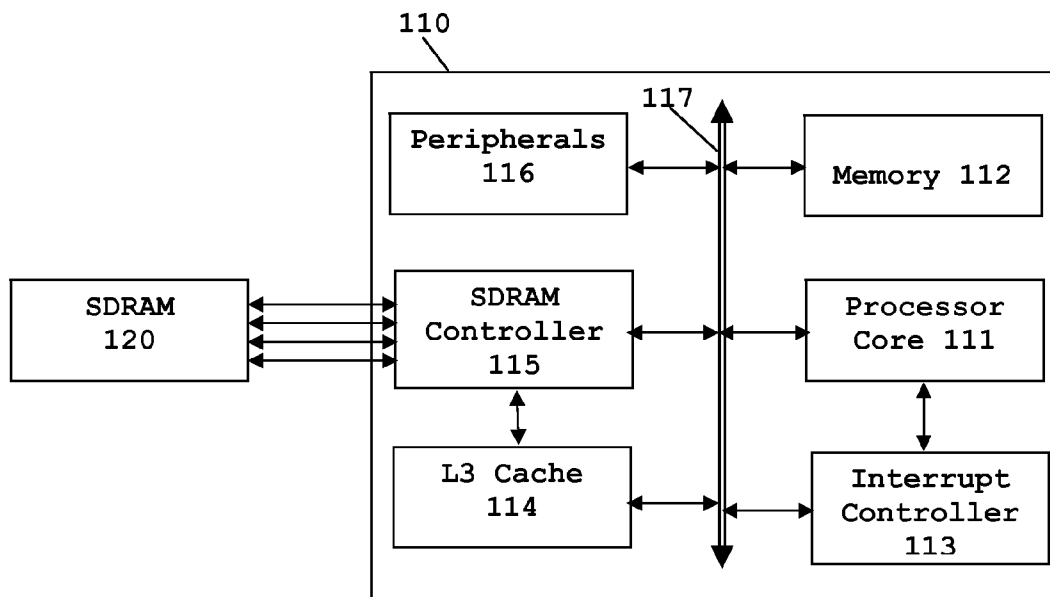 110
117
Peripherals
116
Memory 112
SDRAM
120
SDRAM
Controller
115
Processor
Core 111
L3 Cache
114
Interrupt
Controller
113